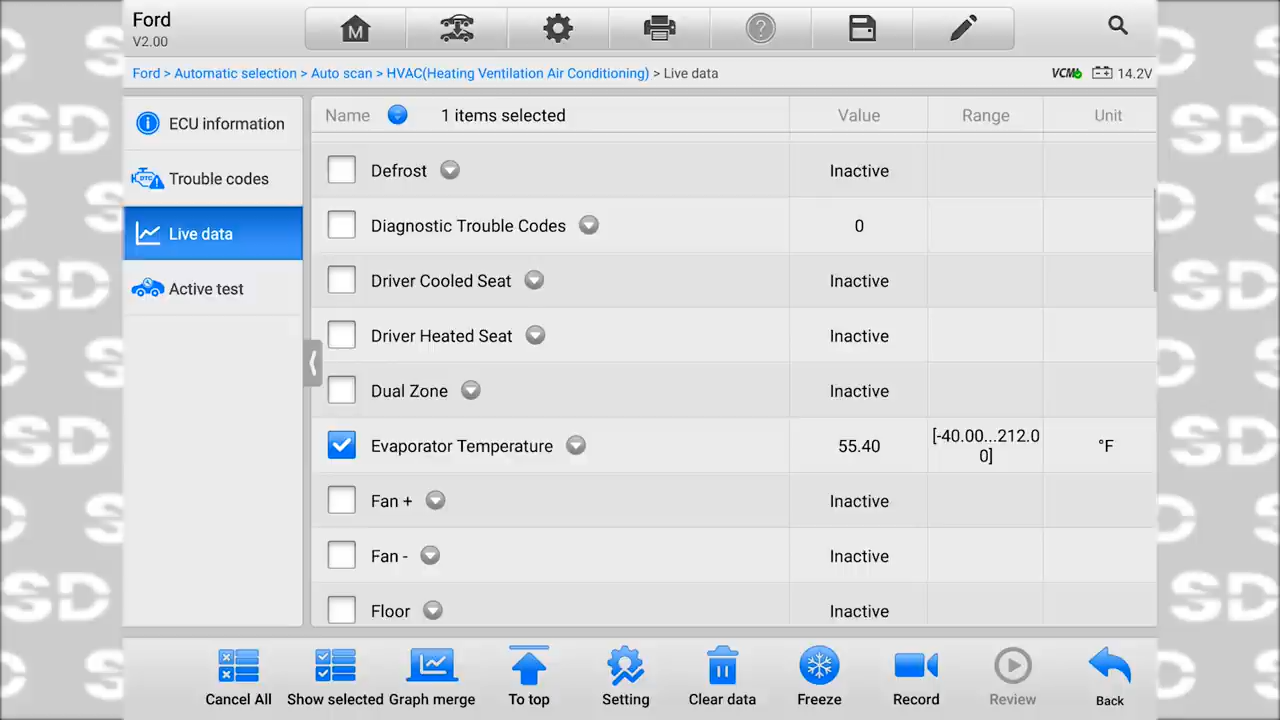 Ford
V2.00
M
?
Ford > Automatic selection > Auto scan > HVAC(Heating Ventilation Air Conditioning) > Live data
VCMI 14.2V
ECU information
Trouble codes
Live data
Active test
Name 1 items selected Value Range Unit
Defrost Inactive
Diagnostic Trouble Codes 0
Driver Cooled Seat Inactive
Driver Heated Seat Inactive
Dual Zone Inactive
Evaporator Temperature 55.40 [-40.00...212.0
0] °F
Fan + Inactive
Fan - Inactive
Floor Inactive
Cancel All Show selected Graph merge To top Setting Clear data Freeze Record Review Back